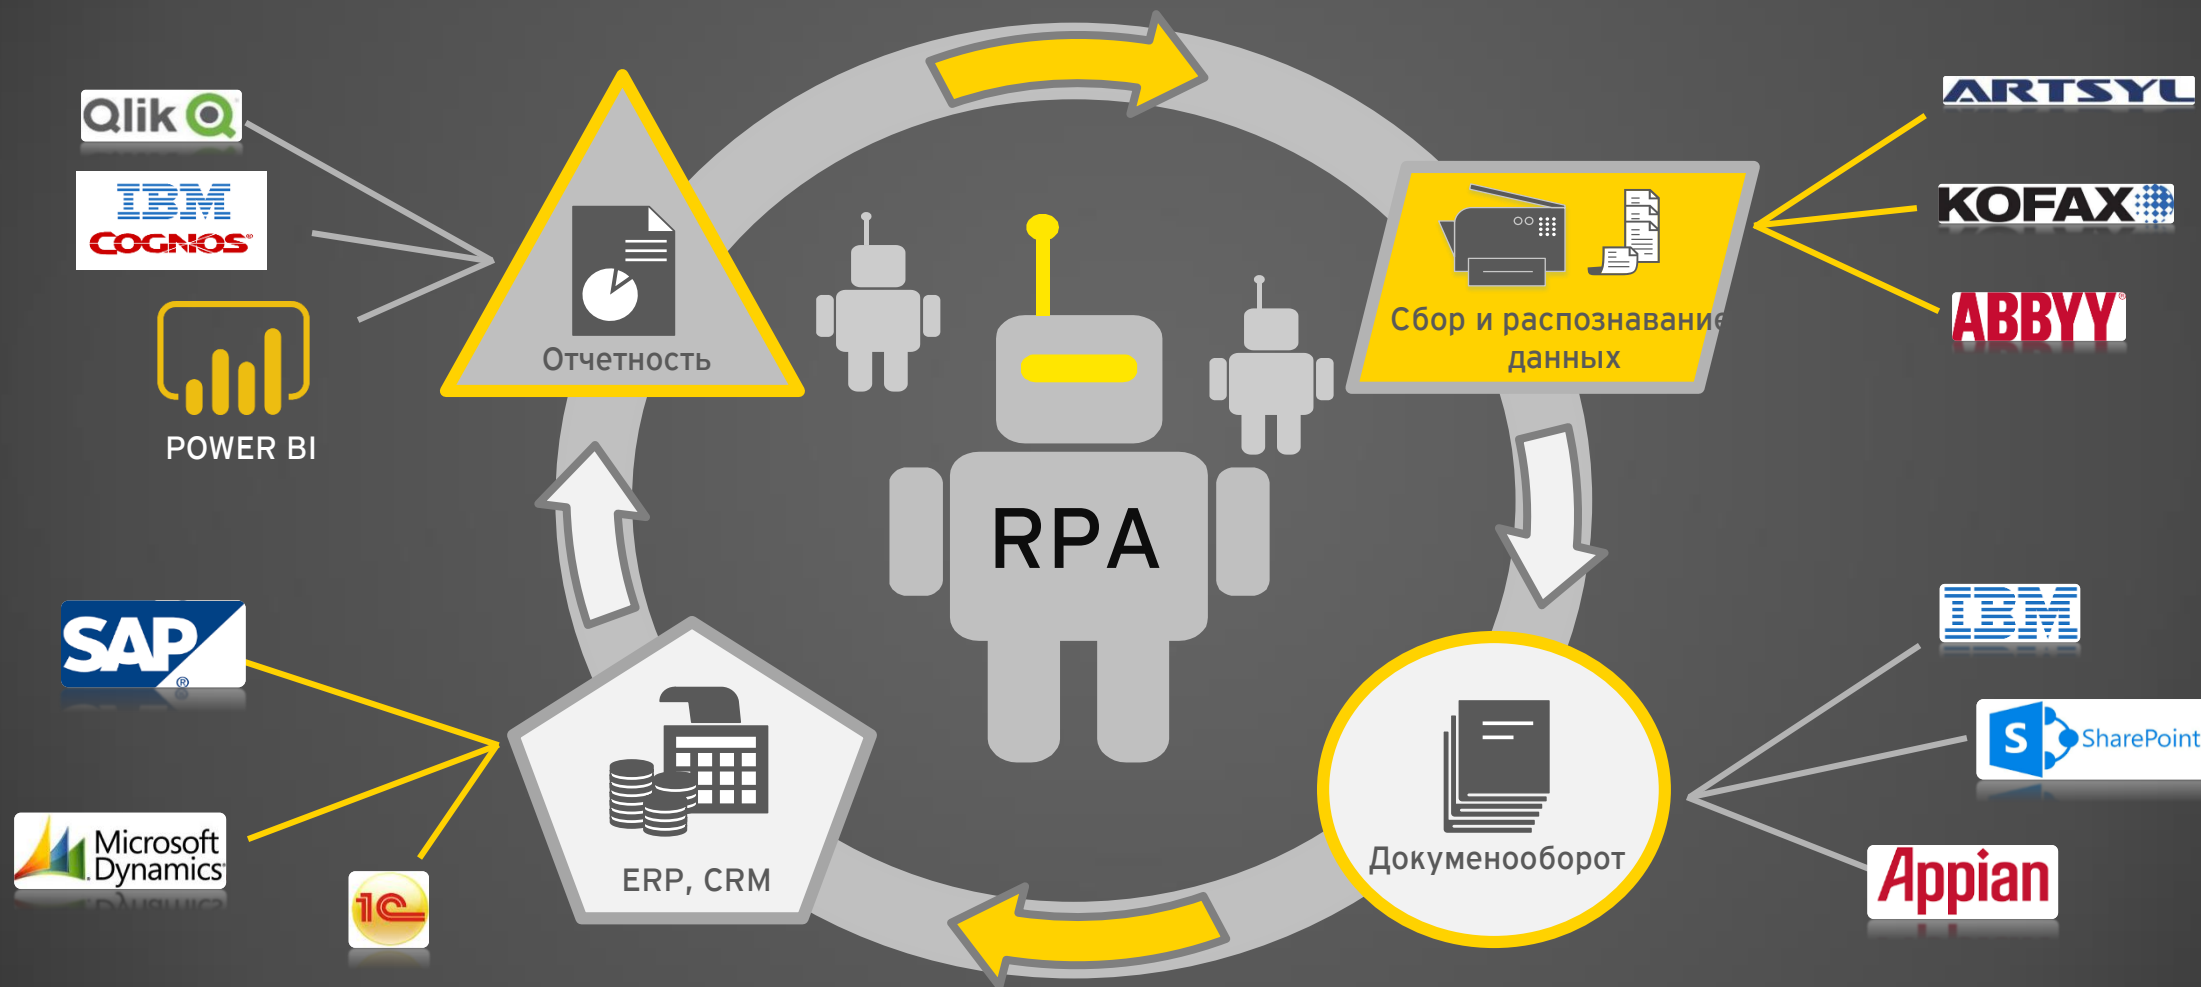 Qlik
IBM
COGNOS®
POWER BI
Отчетность
ARTSYL
KOFAX
ABBYY®
Сбор и распознавание
данных
RPA
SAP
®
Microsoft
Dynamics
1С
ERP, CRM
Докуменооборот
IBM
S SharePoint
Appian